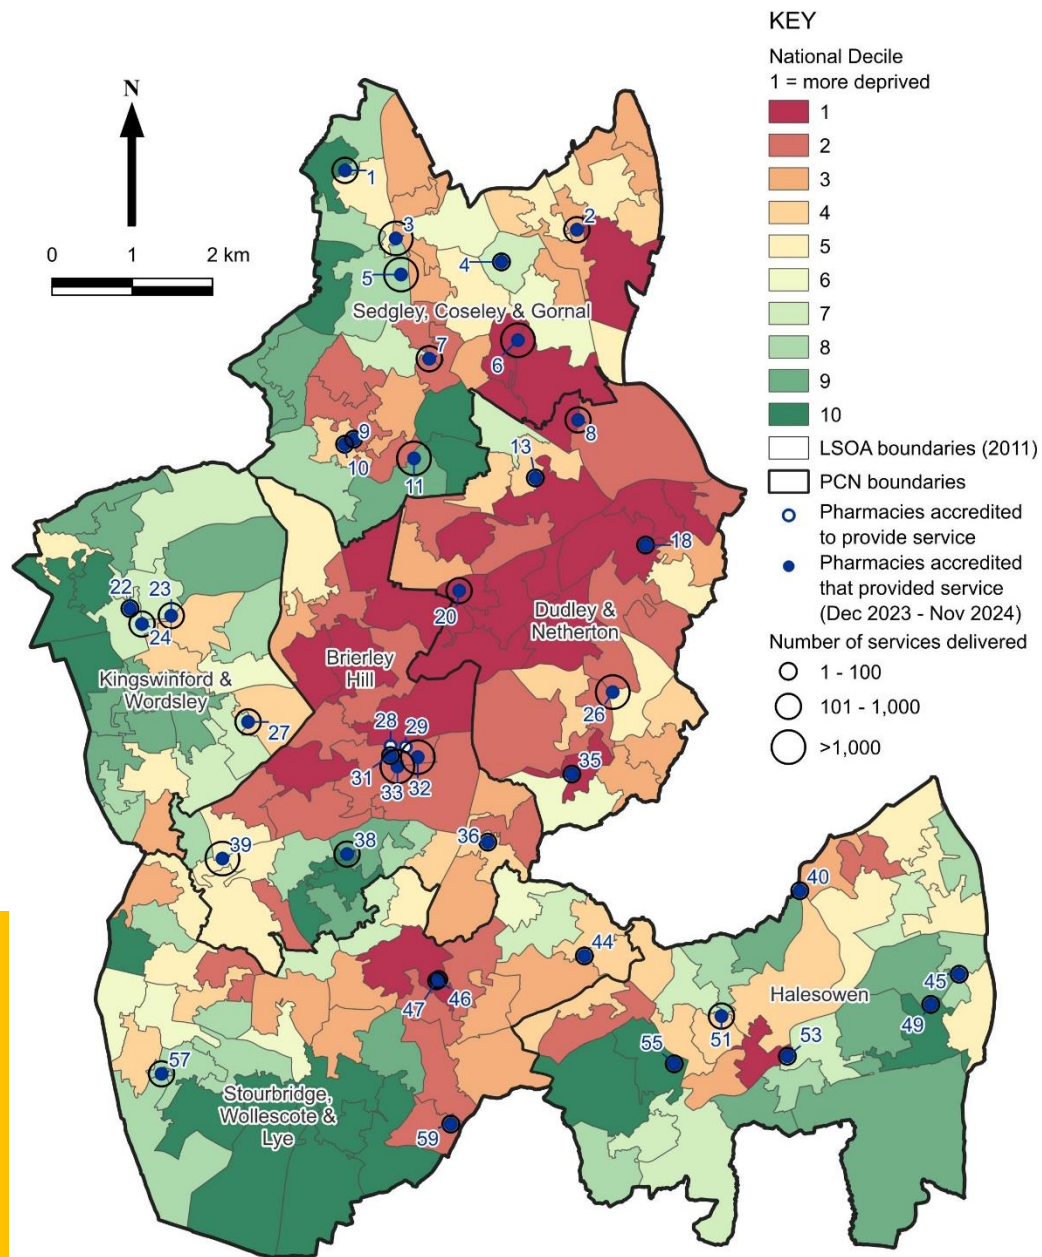 KEY
National Decile
1 = more deprived
1
2
3
4
5
6
7
8
9
10
LSOA boundaries (2011)
PCN boundaries
Pharmacies accredited
to provide service
Pharmacies accredited
that provided service
(Dec 2023 - Nov 2024)
Number of services delivered
1 - 100
101 - 1,000
>1,000
N
0 1 2 km
1
2
3
4
5
Sedgley, Coseley & Gornal
7
6
8
9
10
11
13
18
22
23
24
20
Dudley &
Netherton
Brierley
Hill
Kingswinford &
Wordsley
26
27
28
29
31
33
32
35
36
38
39
40
44
45
46
47
Halesowen
49
51
53
55
57
Stourbridge,
Wollescote &
Lye
59